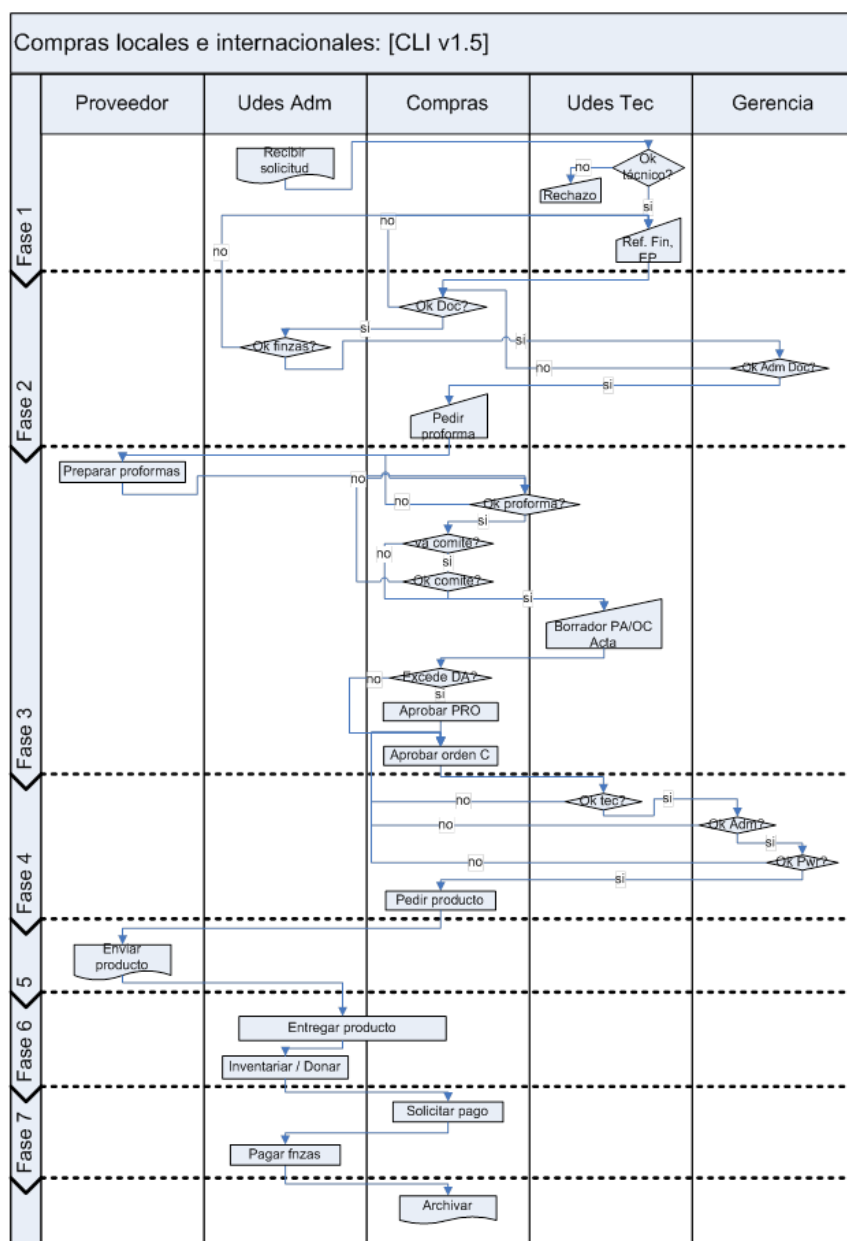 Compras locales e internacionales: [CLI v1.5]
Proveedor
Udes Adm
Compras
Udes Tec
Gerencia
Fase 1
Recibir
solicitud
Ok
técnico?
no
Rechazo
si
no
no
Ref. Fin,
EP
Fase 2
Ok Doc?
si
Ok finzas?
si
no
Ok Adm Doc?
si
Pedir
proforma
Fase 3
Preparar proformas
no
no
Ok proforma?
si
va comite?
no
si
Ok comite?
si
Borrador PA/OC
Acta
no
Excede DA?
si
Aprobar PRO
Aprobar orden C
Fase 4
no
Ok tec?
si
no
Ok Adm?
si
no
Ok Pwr?
si
Pedir producto
5
Enviar
producto
Fase 6
Entregar producto
Inventariar / Donar
Fase 7
Solicitar pago
Pagar fnzas
Archivar